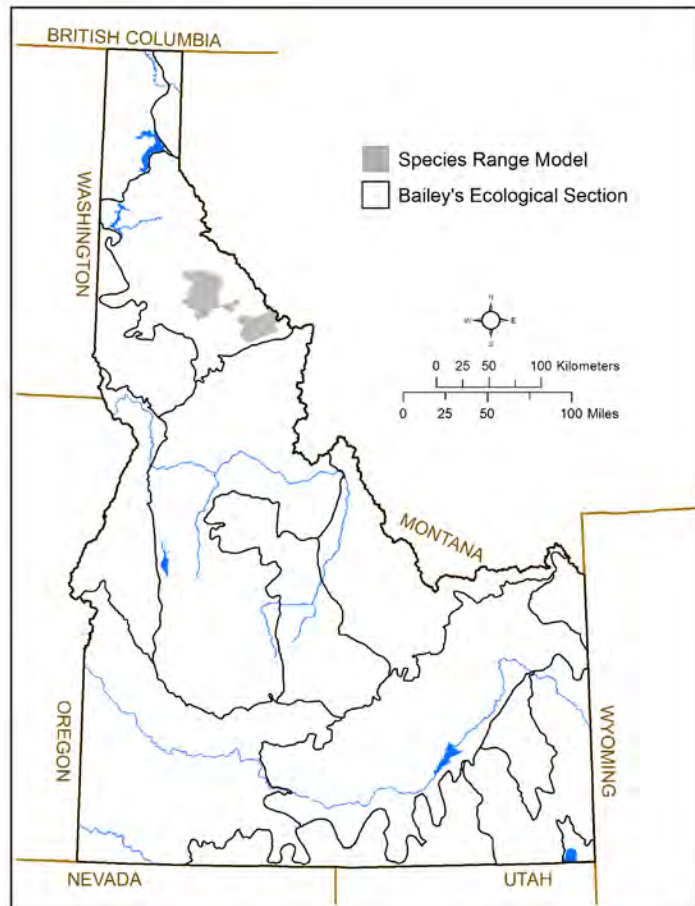 BRITISH COLUMBIA
WASHINGTON
Species Range Model
Bailey's Ecological Section
N
W
E
S
0 25 50 100 Kilometers
0 25 50 100 Miles
MONTANA
OREGON
WYOMING
NEVADA
UTAH